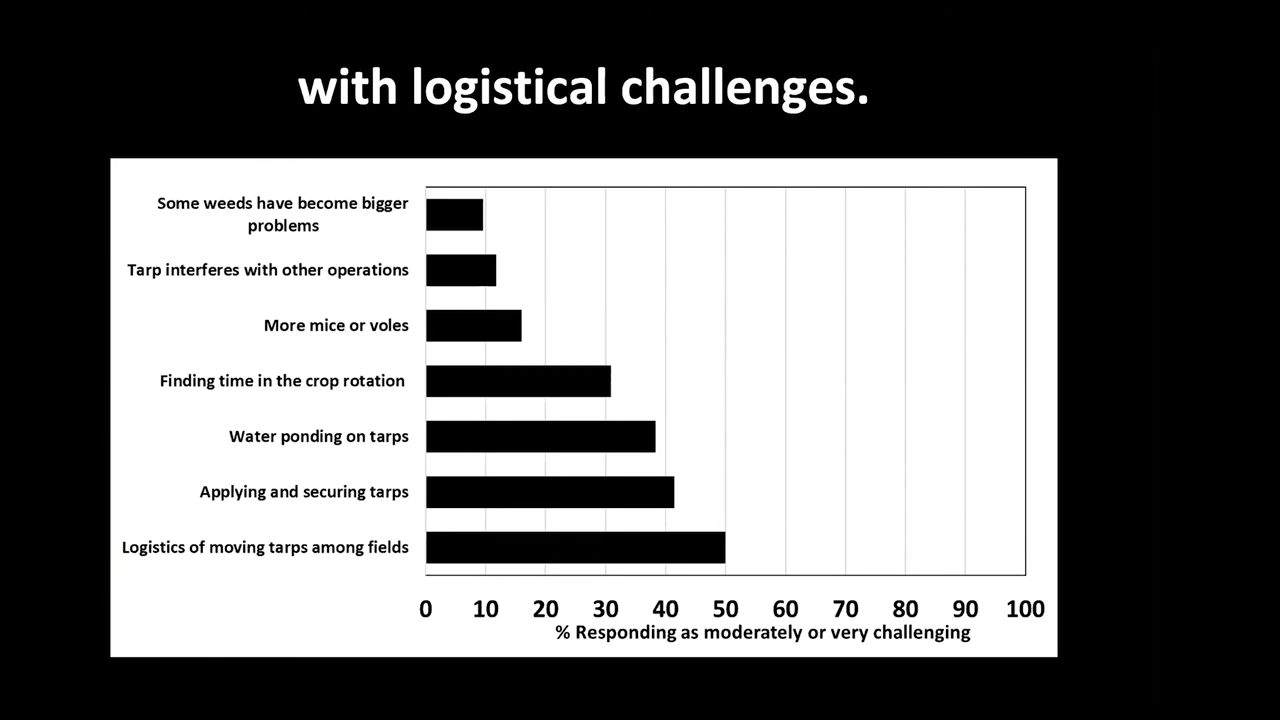 with logistical challenges.
Some weeds have become bigger
problems
Tarp interferes with other operations
More mice or voles
Finding time in the crop rotation
Water ponding on tarps
Applying and securing tarps
Logistics of moving tarps among fields
0 10 20 30 40 50 60 70 80 90 100
% Responding as moderately or very challenging